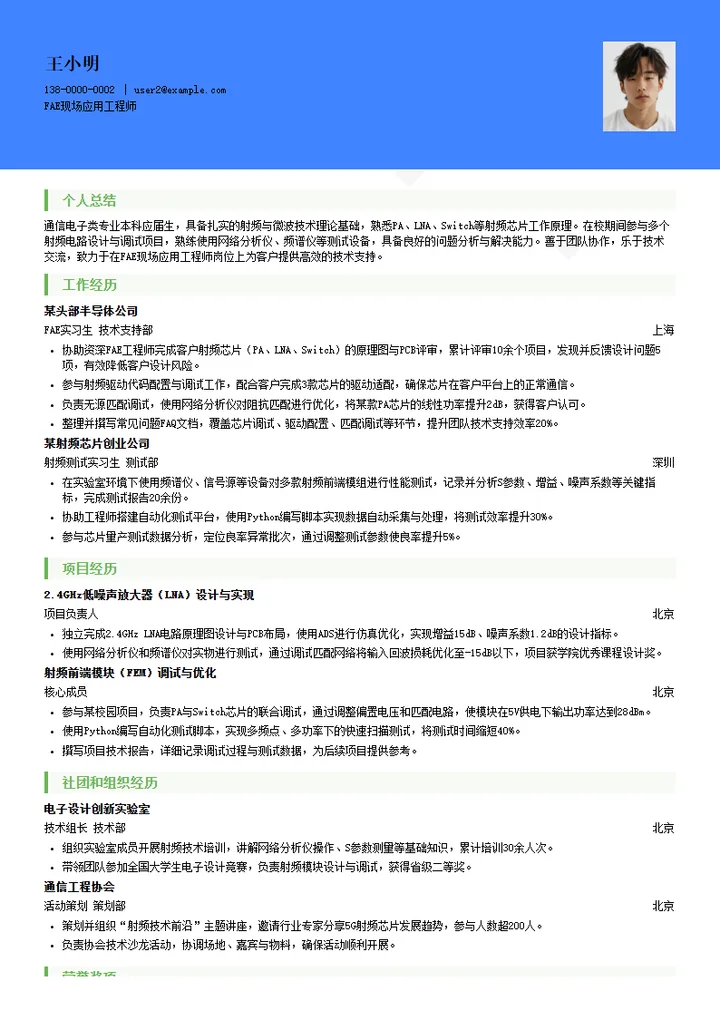 王小明
138-0000-0002 | user2@example.com
FAE现场应用工程师
个人总结
通信电子类专业本科应届生，具备扎实的射频与微波技术理论基础，熟悉PA、LNA、Switch等射频芯片工作原理。在校期间参与多个
射频电路设计与调试项目，熟练使用网络分析仪、频谱仪等测试设备，具备良好的问题分析与解决能力。善于团队协作，乐于技术
交流，致力于在FAE现场应用工程师岗位上为客户提供高效的技术支持。
工作经历
某头部半导体公司
FAE实习生 技术支持部 上海
• 协助资深FAE工程师完成客户射频芯片（PA、LNA、Switch）的原理图与PCB评审，累计评审10余个项目，发现并反馈设计问题5
项，有效降低客户设计风险。
• 参与射频驱动代码配置与调试工作，配合客户完成3款芯片的驱动适配，确保芯片在客户平台上的正常通信。
• 负责无源匹配调试，使用网络分析仪对阻抗匹配进行优化，将某款PA芯片的线性功率提升2dB，获得客户认可。
• 整理并撰写常见问题FAQ文档，覆盖芯片调试、驱动配置、匹配调试等环节，提升团队技术支持效率20%。
某射频芯片创业公司
射频测试实习生 测试部 深圳
• 在实验室环境下使用频谱仪、信号源等设备对多款射频前端模组进行性能测试，记录并分析S参数、增益、噪声系数等关键指
标，完成测试报告20余份。
• 协助工程师搭建自动化测试平台，使用Python编写脚本实现数据自动采集与处理，将测试效率提升30%。
• 参与芯片量产测试数据分析，定位良率异常批次，通过调整测试参数使良率提升5%。
项目经历
2.4GHz低噪声放大器（LNA）设计与实现
项目负责人 北京
• 独立完成2.4GHz LNA电路原理图设计与PCB布局，使用ADS进行仿真优化，实现增益15dB、噪声系数1.2dB的设计指标。
• 使用网络分析仪和频谱仪对实物进行测试，通过调试匹配网络将输入回波损耗优化至-15dB以下，项目获学院优秀课程设计奖。
射频前端模块（FEM）调试与优化
核心成员 北京
• 参与某校园项目，负责PA与Switch芯片的联合调试，通过调整偏置电压和匹配电路，使模块在5V供电下输出功率达到28dBm。
• 使用Python编写自动化测试脚本，实现多频点、多功率下的快速扫描测试，将测试时间缩短40%。
• 撰写项目技术报告，详细记录调试过程与测试数据，为后续项目提供参考。
社团和组织经历
电子设计创新实验室
技术组长 技术部 北京
• 组织实验室成员开展射频技术培训，讲解网络分析仪操作、S参数测量等基础知识，累计培训30余人次。
• 带领团队参加全国大学生电子设计竞赛，负责射频模块设计与调试，获得省级二等奖。
通信工程协会
活动策划 策划部 北京
• 策划并组织“射频技术前沿”主题讲座，邀请行业专家分享5G射频芯片发展趋势，参与人数超200人。
• 负责协会技术沙龙活动，协调场地、嘉宾与物料，确保活动顺利开展。
荣誉奖项